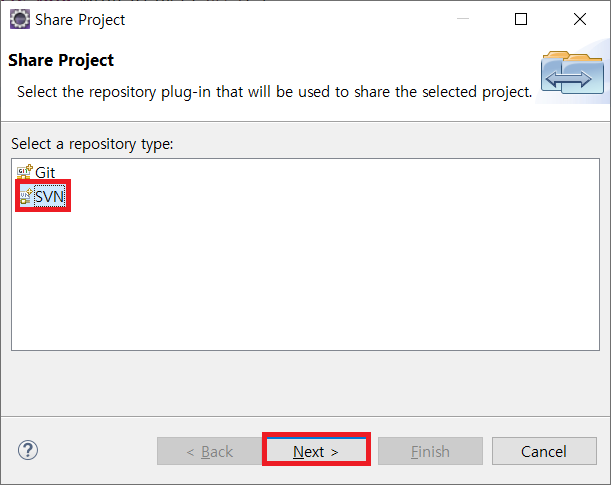 Share Project
Share Project
Select the repository plug-in that will be used to share the selected project.
Select a repository type:
Git
SVN
< Back
Next >
Finish
Cancel